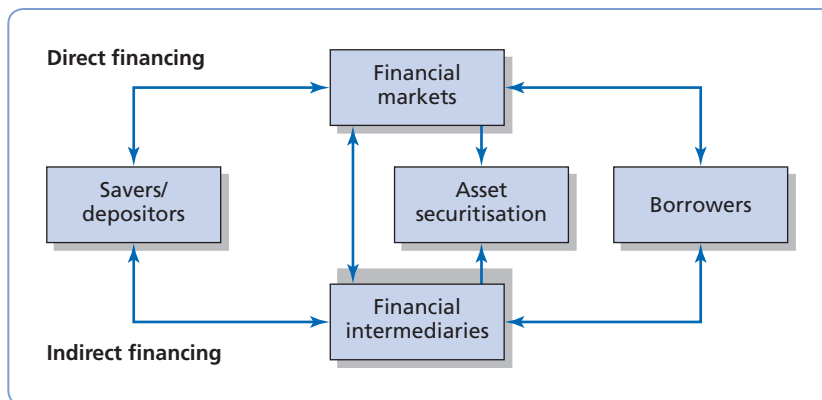 Direct financing
Financial
markets
Savers/
depositors
Asset
securitisation
Borrowers
Financial
intermediaries
Indirect financing